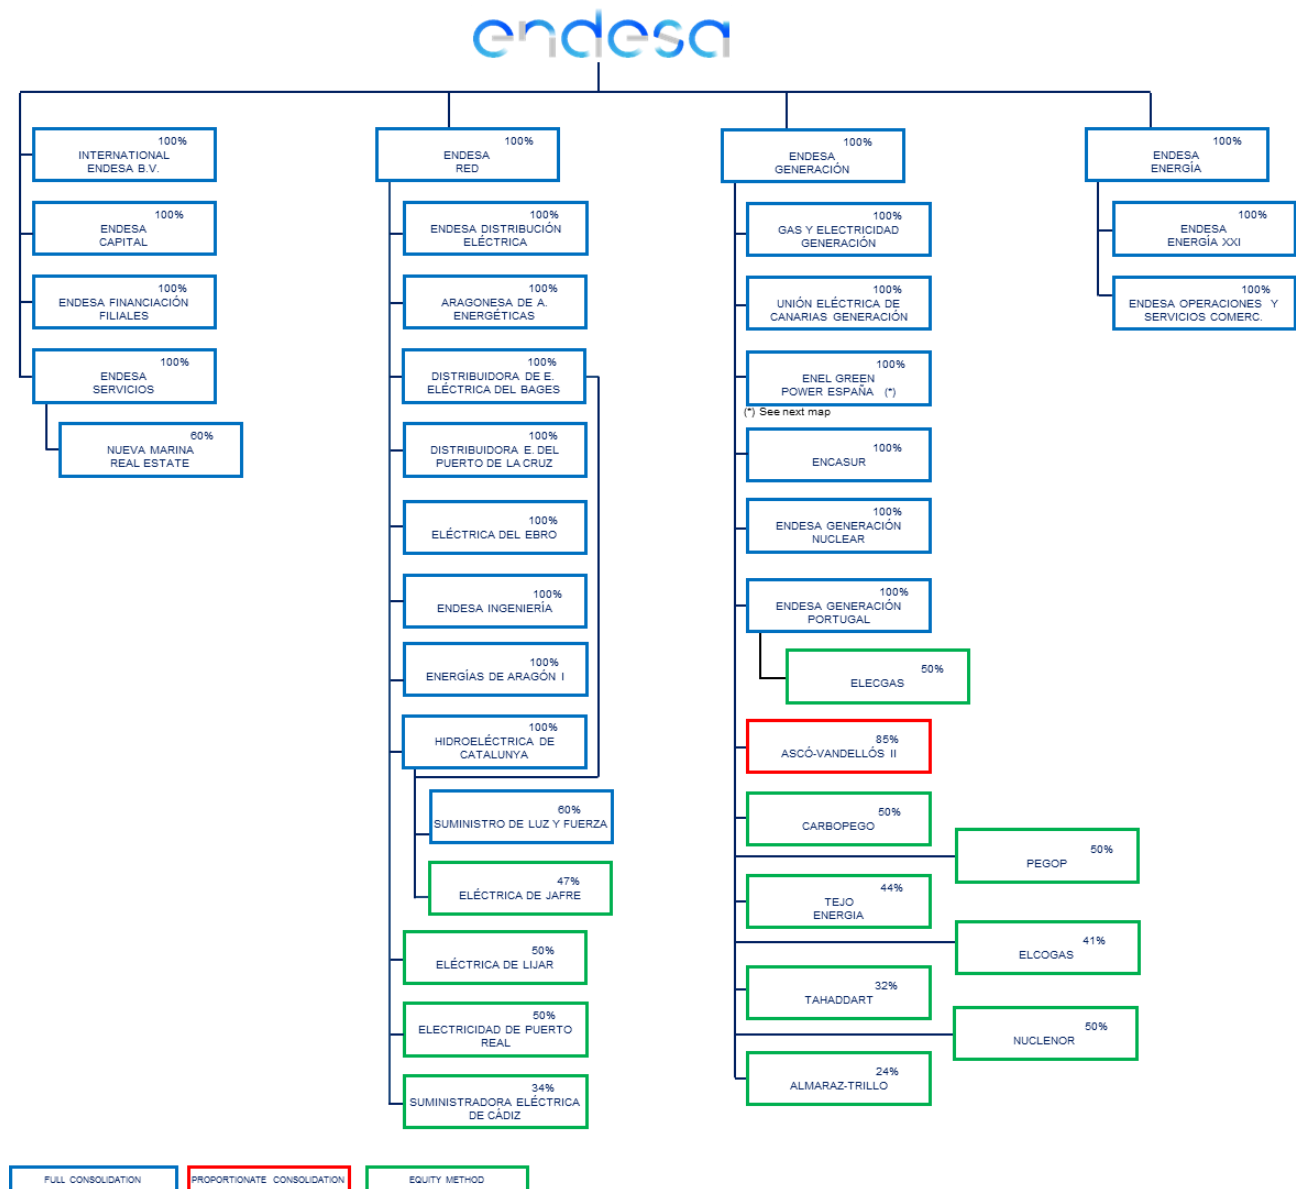 endesa
100%
INTERNATIONAL
ENDESA B.V.
100%
ENDESA
CAPITAL
100%
ENDESA FINANCIACIÓN
FILIALES
100%
ENDESA
SERVICIOS
60%
NUEVA MARINA
REAL ESTATE
100%
ENDESA
RED
100%
ENDESA DISTRIBUCIÓN
ELÉCTRICA
100%
ARAGONESA DE A.
ENERGÉTICAS
100%
DISTRIBUIDORA DE E.
ELÉCTRICA DEL BAGES
100%
DISTRIBUIDORA E. DEL
PUERTO DE LA CRUZ
100%
ELÉCTRICA DEL EBRO
100%
ENDESA INGENIERÍA
100%
ENERGÍAS DE ARAGÓN I
100%
HIDROELÉCTRICA DE
CATALUNYA
60%
SUMINISTRO DE LUZ Y FUERZA
47%
ELÉCTRICA DE JAFRE
50%
ELÉCTRICA DE LIJAR
50%
ELECTRICIDAD DE PUERTO
REAL
34%
SUMINISTRADORA ELÉCTRICA
DE CÁDIZ
100%
ENDESA
GENERACIÓN
100%
GAS Y ELECTRICIDAD
GENERACIÓN
100%
UNIÓN ELÉCTRICA DE
CANARIAS GENERACIÓN
100%
ENEL GREEN
POWER ESPAÑA (*)
(*) See next map
100%
ENCASUR
100%
ENDESA GENERACIÓN
NUCLEAR
100%
ENDESA GENERACIÓN
PORTUGAL
50%
ELECGAS
85%
ASCÓ-VANDELLÓS II
50%
CARBOPEGO
50%
PEGOP
44%
TEJO
ENERGIA
41%
ELCOGAS
32%
TAHADDART
50%
NUCLENOR
24%
ALMARAZ-TRILLO
100%
ENDESA
ENERGÍA
100%
ENDESA
ENERGÍA XXI
100%
ENDESA OPERACIONES Y
SERVICIOS COMERC.
FULL CONSOLIDATION
PROPORTIONATE CONSOLIDATION
EQUITY METHOD